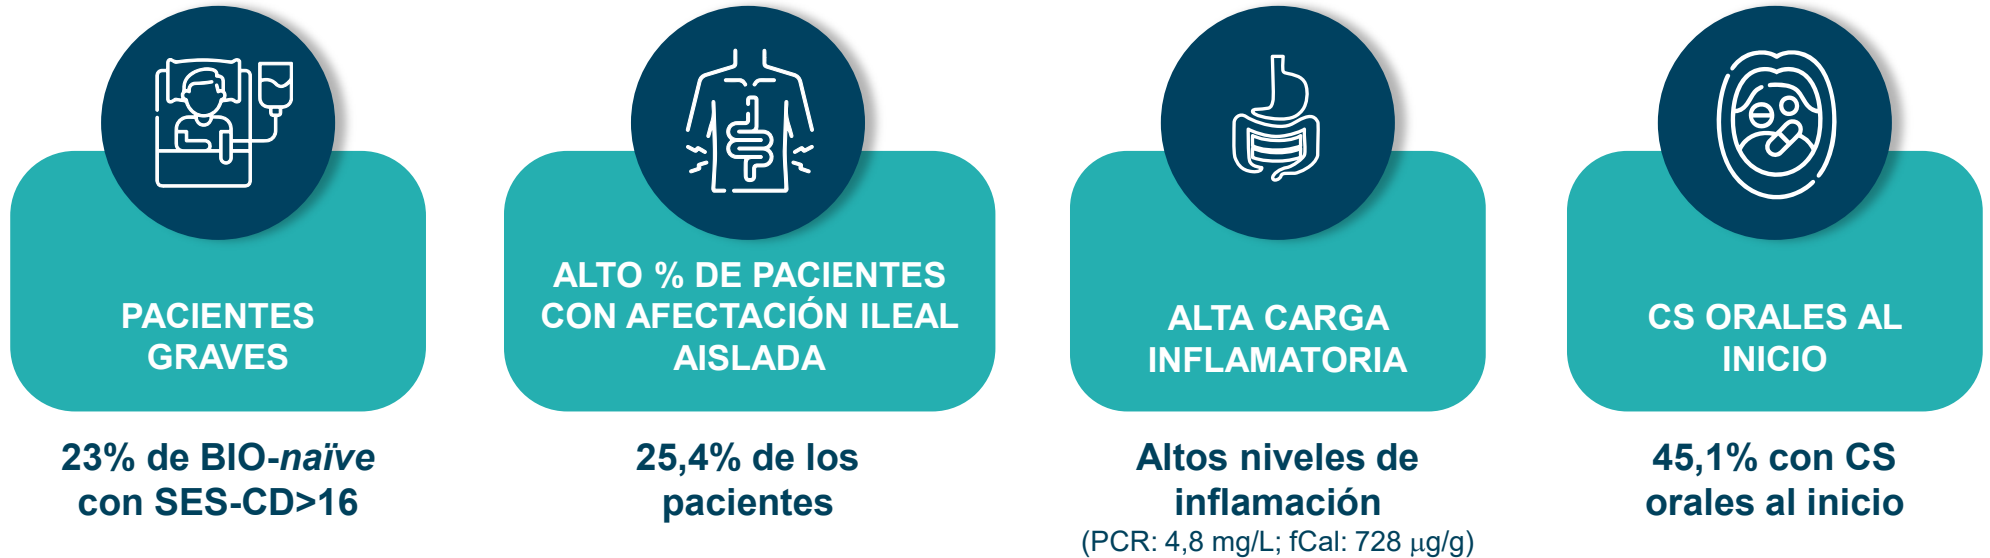 PACIENTES
GRAVES
23% de BIO-naïve
con SES-CD>16
ALTO % DE PACIENTES
CON AFECTACIÓN ILEAL
AISLADA
25,4% de los
pacientes
ALTA CARGA
INFLAMATORIA
Altos niveles de
inflamación
(PCR: 4,8 mg/L; fCal: 728 μg/g)
CS ORALES AL
INICIO
45,1% con CS
orales al inicio